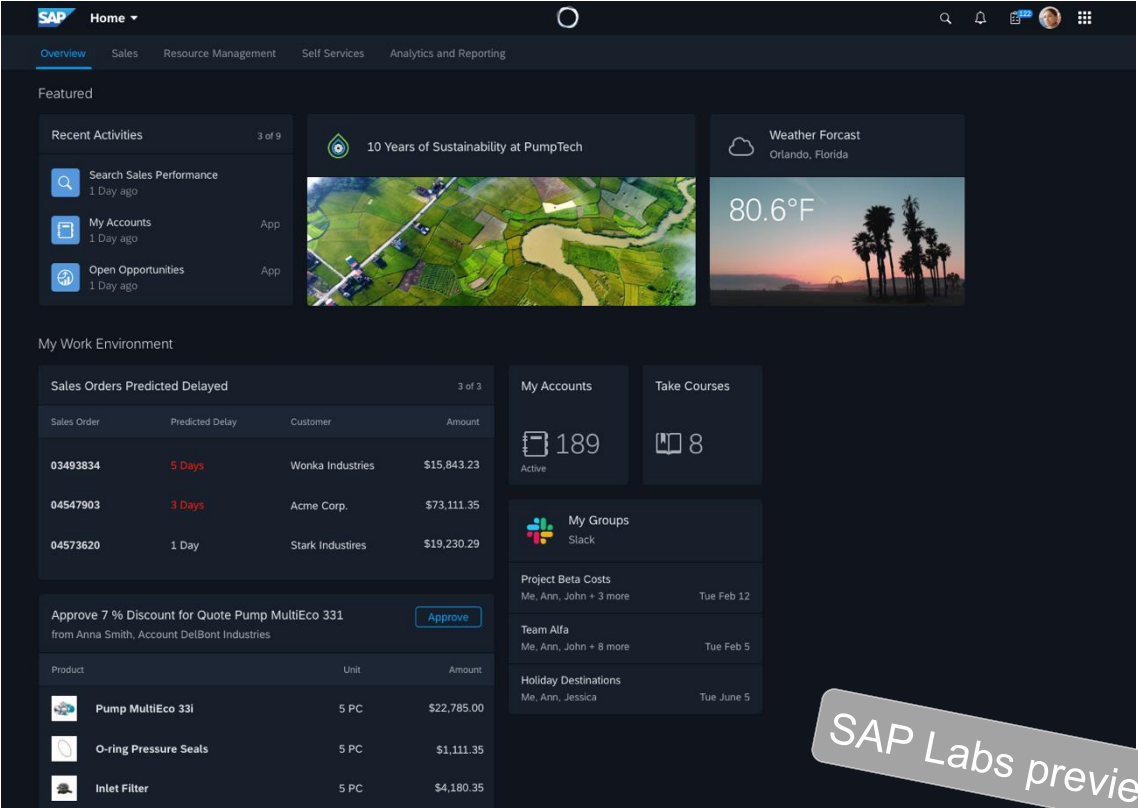 SAP Home
122
Overview Sales Resource Management Self Services Analytics and Reporting
Featured
Recent Activities 3 of 9
Search Sales Performance
1 Day ago
My Accounts App
1 Day ago
Open Opportunities App
1 Day ago
10 Years of Sustainability at PumpTech
Weather Forcast
Orlando, Florida
80.6°F
My Work Environment
Sales Orders Predicted Delayed 3 of 3
Sales Order Predicted Delay Customer Amount
03493834 5 Days Wonka Industries $15,843.23
04547903 3 Days Acme Corp. $73,111.35
04573620 1 Day Stark Industires $19,230.29
My Accounts
189
Active
Take Courses
8
My Groups
Slack
Project Beta Costs
Me, Ann, John + 3 more Tue Feb 12
Team Alfa
Me, Ann, John + 8 more Tue Feb 5
Holiday Destinations
Me, Ann, Jessica Tue June 5
Approve 7 % Discount for Quote Pump MultiEco 331
from Anna Smith, Account DelBont Industries
Approve
Product Unit Amount
Pump MultiEco 33i 5 PC $22,785.00
O-ring Pressure Seals 5 PC $1,111.35
Inlet Filter 5 PC $4,180.35
SAP Labs previe